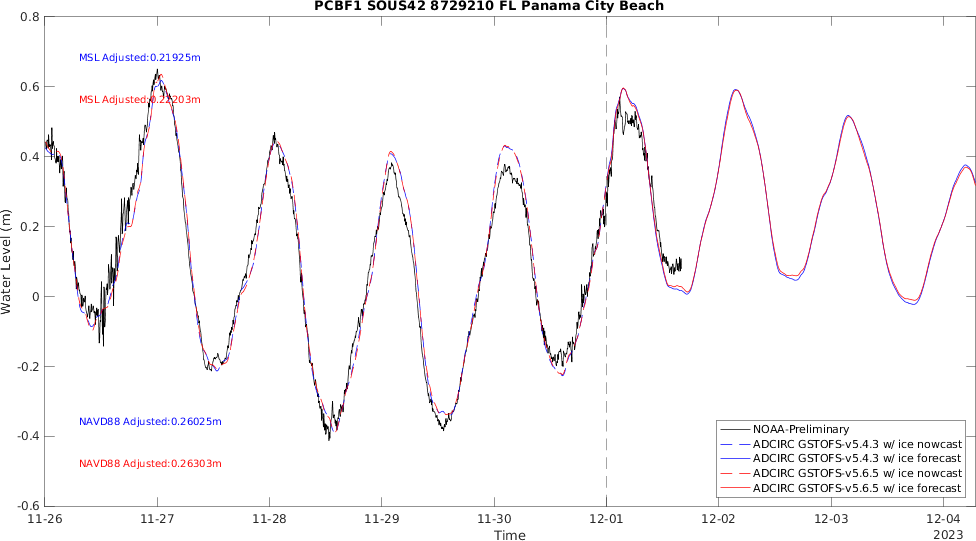 PCBF1 SOUS42 8729210 FL Panama City Beach
0.8
0.6
0.4
0.2
0
-0.2
-0.4
-0.6
Water Level (m)
MSL Adjusted:0.21925m
MSL Adjusted:0.22203m
NAVD88 Adjusted:0.26025m
NAVD88 Adjusted:0.26303m
NOAA-Preliminary
ADCIRC GSTOFS-v5.4.3 w/ ice nowcast
ADCIRC GSTOFS-v5.4.3 w/ ice forecast
ADCIRC GSTOFS-v5.6.5 w/ ice nowcast
ADCIRC GSTOFS-v5.6.5 w/ ice forecast
11-26 11-27 11-28 11-29 11-30 12-01 12-02 12-03 12-04
Time
2023